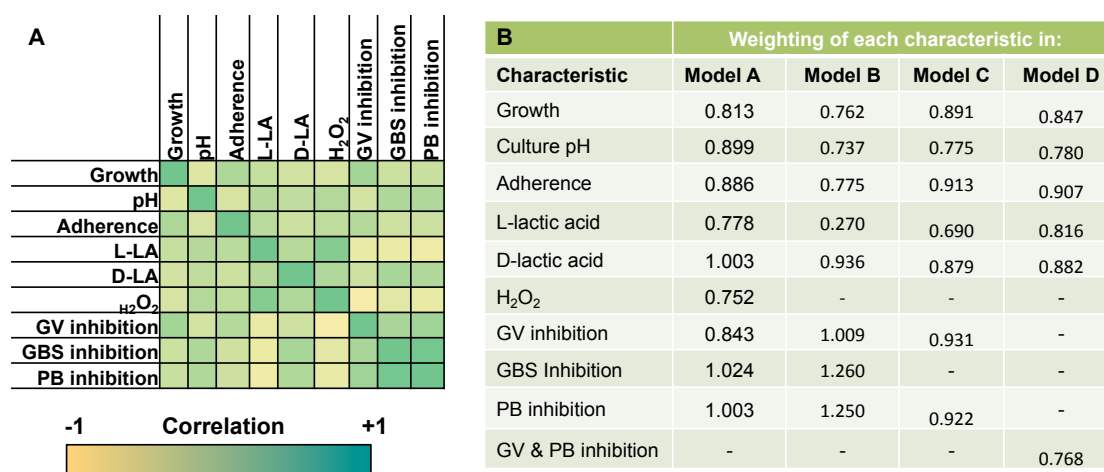 A
Growth
pH
Adherence
L-LA
D-LA
H₂O₂
GV inhibition
GBS inhibition
PB inhibition
Growth
pH
Adherence
L-LA
D-LA
H₂O₂
GV inhibition
GBS inhibition
PB inhibition
-1 Correlation +1
B Weighting of each characteristic in:
Characteristic Model A Model B Model C Model D
Growth 0.813 0.762 0.891 0.847
Culture pH 0.899 0.737 0.775 0.780
Adherence 0.886 0.775 0.913 0.907
L-lactic acid 0.778 0.270 0.690 0.816
D-lactic acid 1.003 0.936 0.879 0.882
H₂O₂ 0.752 - - -
GV inhibition 0.843 1.009 0.931 -
GBS Inhibition 1.024 1.260 - -
PB inhibition 1.003 1.250 0.922 -
GV & PB inhibition - - - 0.768